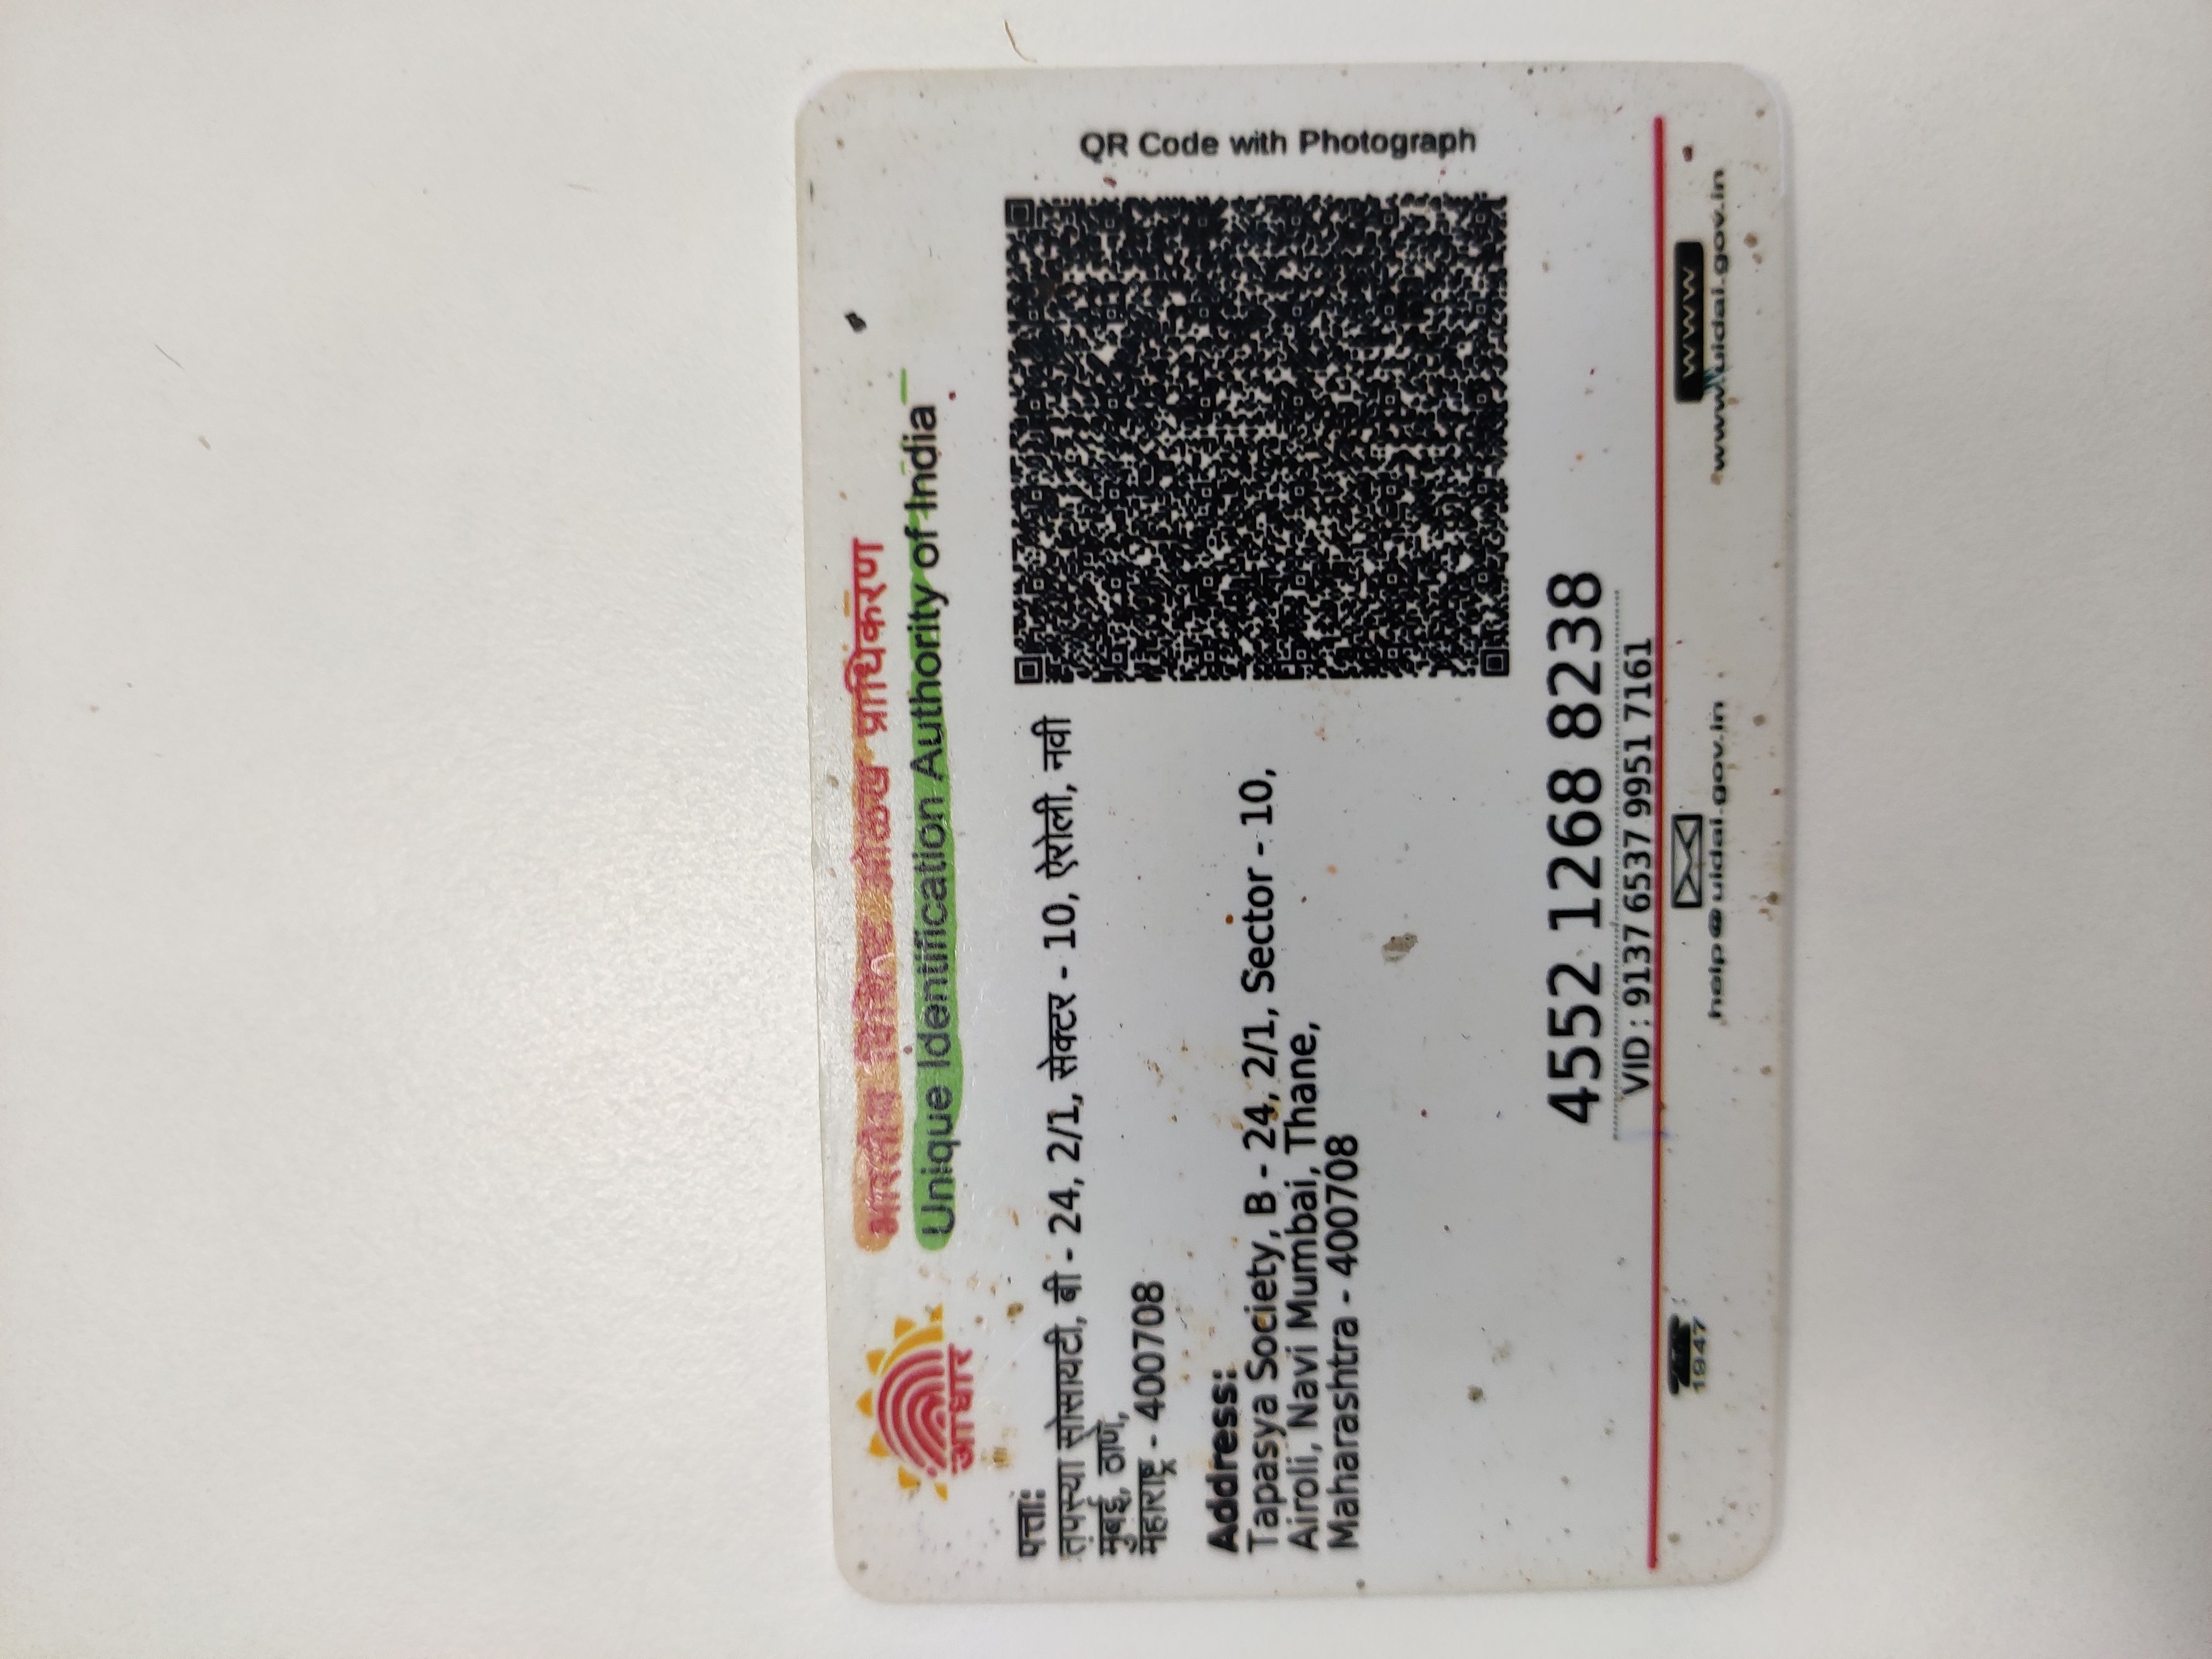 आधार
भारतीय विशिष्ट ओळख प्राधिकरण
Unique Identification Authority of India
पत्ता:
तपस्या सोसायटी, बी - 24, 2/1, सेक्टर - 10, ऐरोली, नवी
मुंबई, ठाणे,
महाराष्ट्र - 400708
Address:
Tapasya Society, B - 24, 2/1, Sector - 10,
Airoli, Navi Mumbai, Thane,
Maharashtra - 400708
QR Code with Photograph
4552 1268 8238
VID : 9137 6537 9951 7161
1947
help@uidai.gov.in
www
www.uidai.gov.in